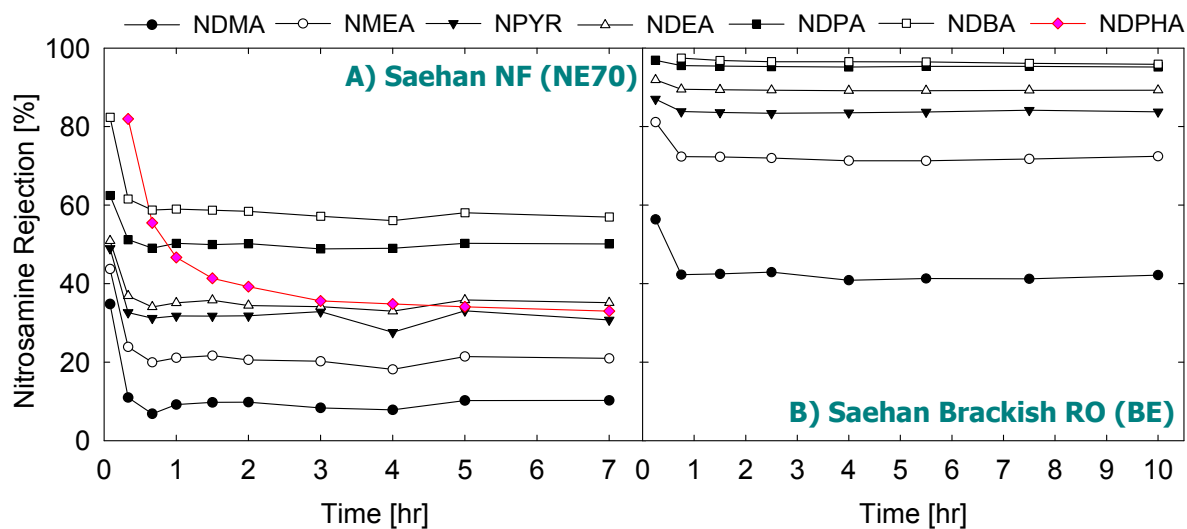 NDMA NMEA NPYR NDEA NDPA NDBA NDPHA
100
80
60
40
20
0
Nitrosamine Rejection [%]
A) Saehan NF (NE70)
B) Saehan Brackish RO (BE)
0 1 2 3 4 5 6 7
0 1 2 3 4 5 6 7 8 9 10
Time [hr]
Time [hr]